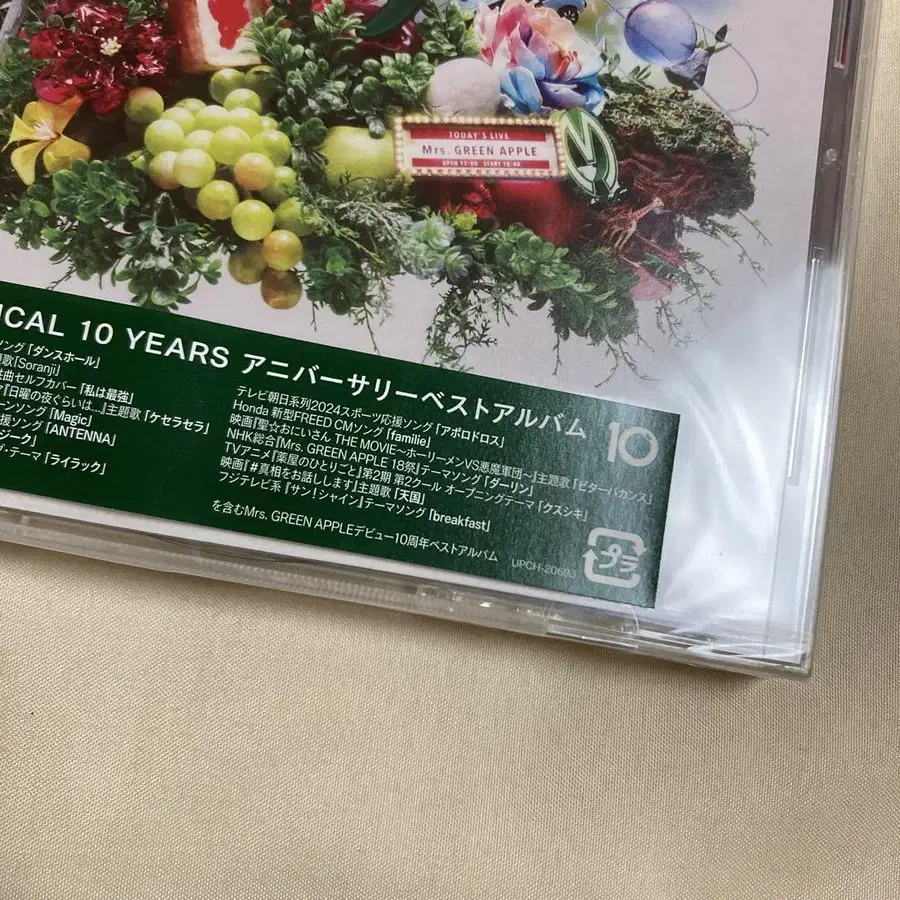 TODAY'S LIVE
Mrs. GREEN APPLE
OPEN 17:00 START 18:00
ICAL 10 YEARS アニバーサリーベストアルバム
ソング「ダンスホール」
題歌「Soranji」
共曲セルフカバー「私は最強」
『日曜の夜ぐらいは...』主題歌「ケセラセラ」
ーンソング「Magic」
援ソング「ANTENNA」
ジーク」
グ・テーマ「ライラック」
テレビ朝日系列2024スポーツ応援ソング「アポロドロス」
Honda 新型FREED CMソング「familie」
映画『聖☆おにいさん THE MOVIE～ホーリーメンVS悪魔軍団～』主題歌「ビターバカンス」
NHK総合『Mrs. GREEN APPLE 18祭』テーマソング「ダーリン」
TVアニメ『薬屋のひとりごと』第2期 第2クール オープニングテーマ「クスシキ」
映画『#真相をお話しします』主題歌「天国」
フジテレビ系『サン!シャイン』テーマソング「breakfast」
を含むMrs. GREEN APPLEデビュー10周年ベストアルバム
10
プラ
UPCH-20693